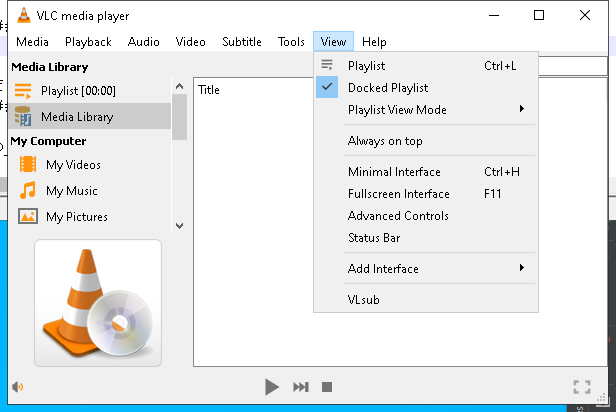 VLC media player
Media Playback Audio Video Subtitle Tools View Help
Media Library
Playlist [00:00]
Media Library
My Computer
My Videos
My Music
My Pictures
Title
Playlist Ctrl+L
Docked Playlist
Playlist View Mode
Always on top
Minimal Interface Ctrl+H
Fullscreen Interface F11
Advanced Controls
Status Bar
Add Interface
VLsub